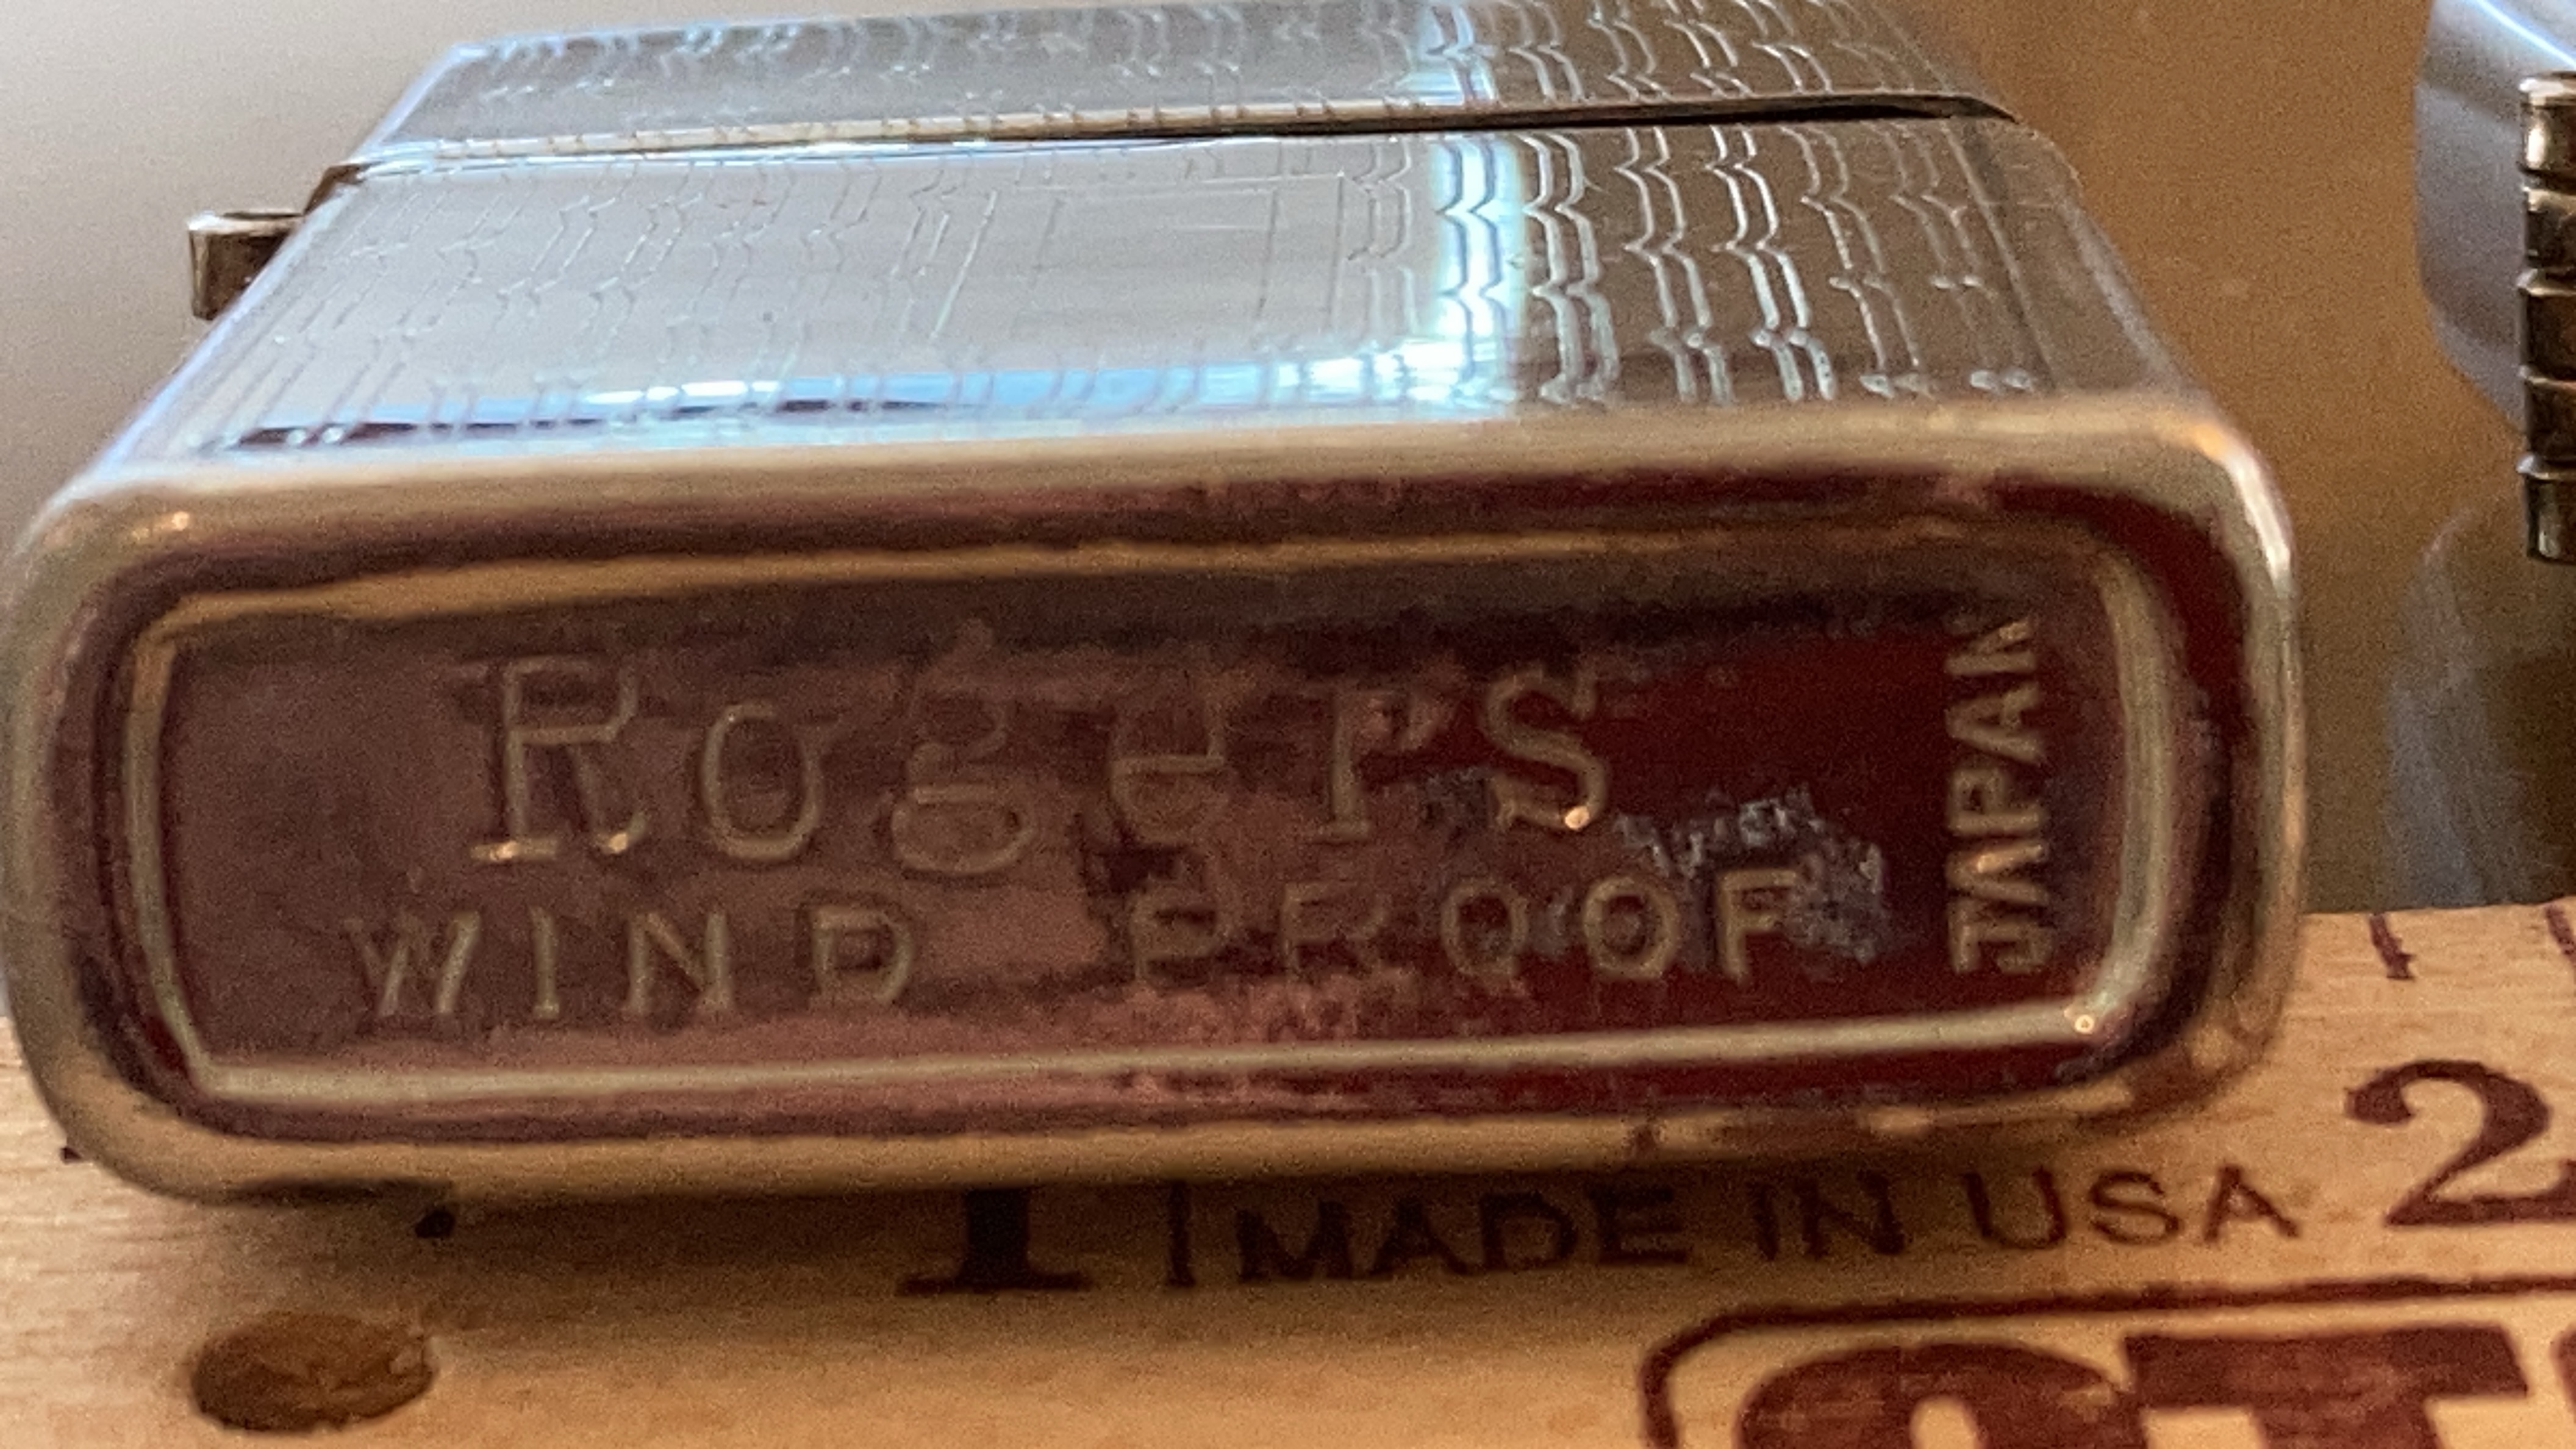 Rogers
WIND PROOF
JAPAN
1 MADE IN USA 2